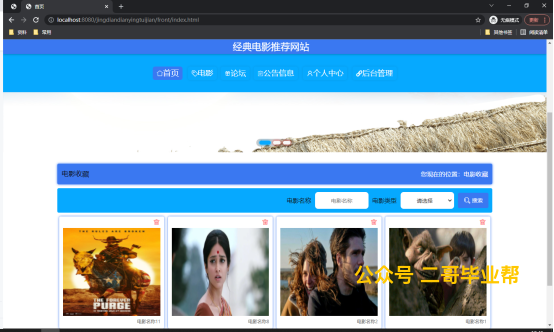 首页
localhost:8080/jingdiandianyingtuijian/front/index.html
无痕模式
更新
资料
常用
其他书签
阅读清单
经典电影推荐网站
首页 电影 论坛 公告信息 个人中心 后台管理
电影收藏
您现在的位置：电影收藏
电影名称 电影名称 电影类型 请选择 搜索
THE FOREVER
PURGE
公众号 二哥毕业帮
电影名称11
电影名称8
电影名称2
电影名称1